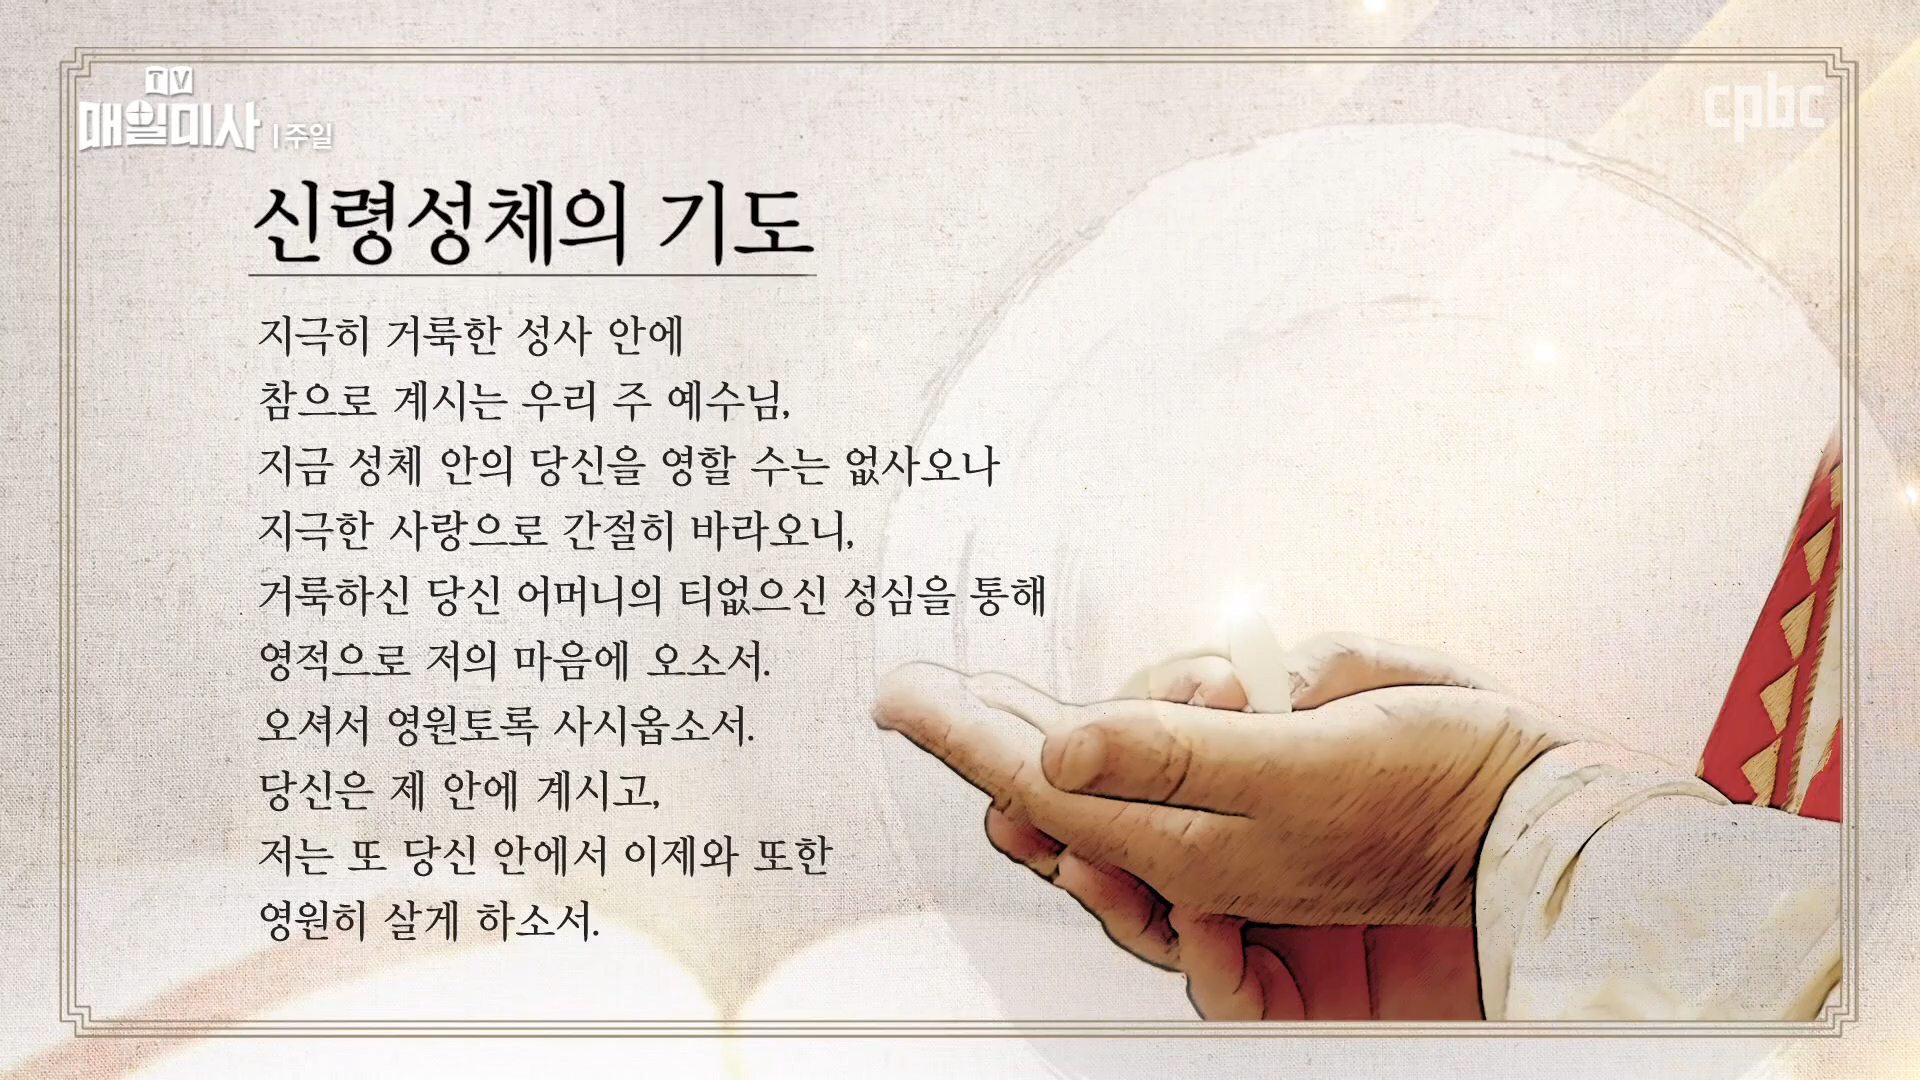 TV
매일미사 | 주일
cpbc
신령성체의 기도
지극히 거룩한 성사 안에
참으로 계시는 우리 주 예수님,
지금 성체 안의 당신을 영할 수는 없사오나
지극한 사랑으로 간절히 바라오니,
거룩하신 당신 어머니의 티없으신 성심을 통해
영적으로 저의 마음에 오소서.
오셔서 영원토록 사시옵소서.
당신은 제 안에 계시고,
저는 또 당신 안에서 이제와 또한
영원히 살게 하소서.